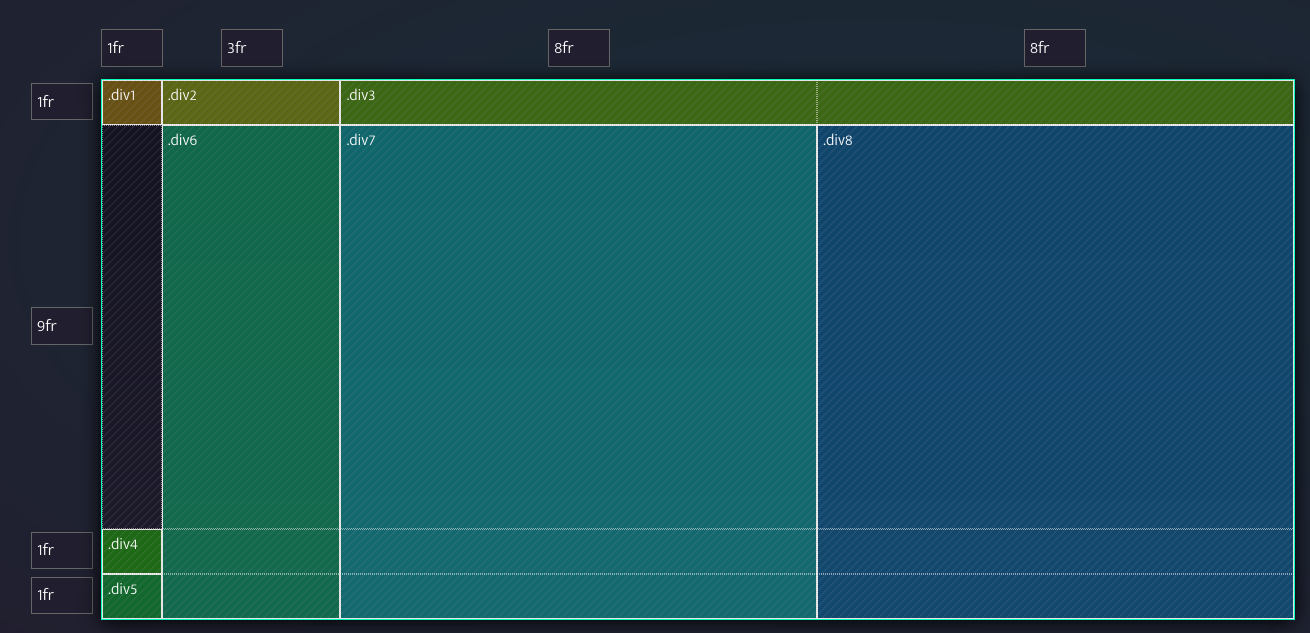 1fr
3fr
8fr
8fr
1fr
.div1
.div2
.div3
.div6
.div7
.div8
9fr
1fr
.div4
1fr
.div5